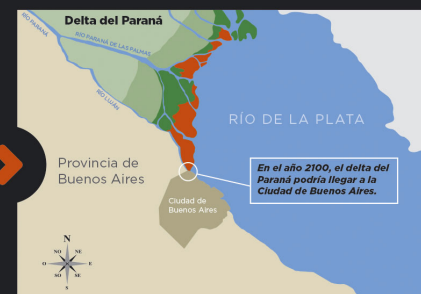 Delta del Paraná
RÍO PARANÁ
RÍO PARANÁ DE LAS PALMAS
RÍO LUJÁN
RÍO DE LA PLATA
Provincia de
Buenos Aires
En el año 2100, el delta del
Paraná podría llegar a la
Ciudad de Buenos Aires.
Ciudad de
Buenos Aires
N
NO NE
O E
SO SE
S